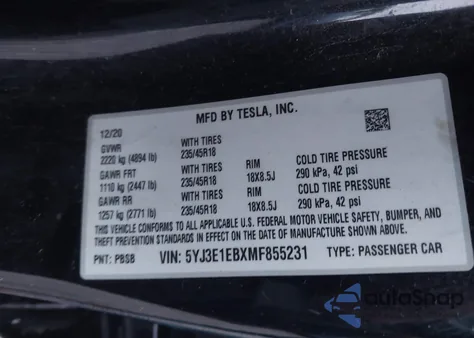 MFD BY TESLA, INC.
12/20
GVWR
2220 kg (4894 lb) WITH TIRES 235/45R18
GAWR FRT
1110 kg (2447 lb) WITH TIRES 235/45R18 RIM 18X8.5J COLD TIRE PRESSURE 290 kPa, 42 psi
GAWR RR
1257 kg (2771 lb) WITH TIRES 235/45R18 RIM 18X8.5J COLD TIRE PRESSURE 290 kPa, 42 psi
THIS VEHICLE CONFORMS TO ALL APPLICABLE U.S. FEDERAL MOTOR VEHICLE SAFETY, BUMPER, AND
THEFT PREVENTION STANDARDS IN EFFECT ON THE DATE OF MANUFACTURE SHOWN ABOVE.
PNT: PBSB VIN: 5YJ3E1EBXMF855231 TYPE: PASSENGER CAR
autoSnap